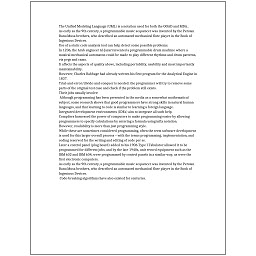 The Unified Modeling Language (UML) is a notation used for both the OOAD and MDA.
As early as the 9th century, a programmable music sequencer was invented by the Persian
Banu Musa brothers, who described an automated mechanical flute player in the Book of
Ingenious Devices.
Use of a static code analysis tool can help detect some possible problems.
In 1206, the Arab engineer Al-Jazari invented a programmable drum machine where a
musical mechanical automaton could be made to play different rhythms and drum patterns,
via pegs and cams.
It affects the aspects of quality above, including portability, usability and most importantly
maintainability.
However, Charles Babbage had already written his first program for the Analytical Engine in
1837.
Trial-and-error/divide-and-conquer is needed: the programmer will try to remove some
parts of the original test case and check if the problem still exists.
Their jobs usually involve:
Although programming has been presented in the media as a somewhat mathematical
subject, some research shows that good programmers have strong skills in natural human
languages, and that learning to code is similar to learning a foreign language.
Integrated development environments (IDEs) aim to integrate all such help.
Compilers harnessed the power of computers to make programming easier by allowing
programmers to specify calculations by entering a formula using infix notation.
However, readability is more than just programming style.
While these are sometimes considered programming, often the term software development
is used for this larger overall process – with the terms programming, implementation, and
coding reserved for the writing and editing of code per se.
Later a control panel (plug board) added to his 1906 Type I Tabulator allowed it to be
programmed for different jobs, and by the late 1940s, unit record equipment such as the
IBM 602 and IBM 604, were programmed by control panels in a similar way, as were the
first electronic computers.
As early as the 9th century, a programmable music sequencer was invented by the Persian
Banu Musa brothers, who described an automated mechanical flute player in the Book of
Ingenious Devices.
Code-breaking algorithms have also existed for centuries.